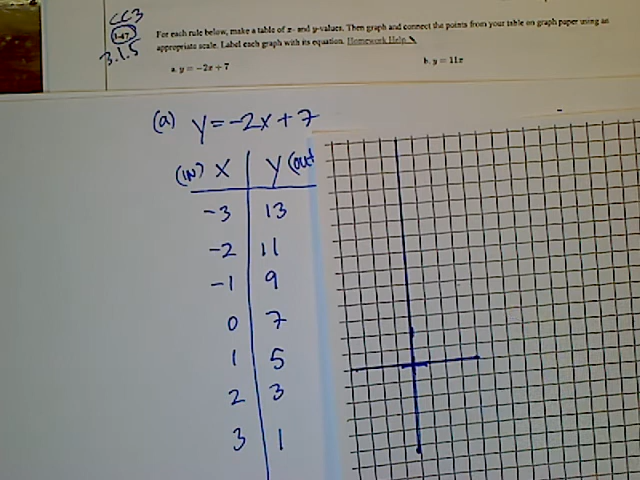 CC3
3-47
3.1.5
For each rule below, make a table of x- and y-values. Then graph and connect the points from your table on graph paper using an
appropriate scale. Label each graph with its equation. Homework Help ✎
a. y = −2x + 7
b. y = 11x
(a) y = -2x + 7
(IN) x | y (out
-3 | 13
-2 | 11
-1 | 9
0 | 7
1 | 5
2 | 3
3 | 1